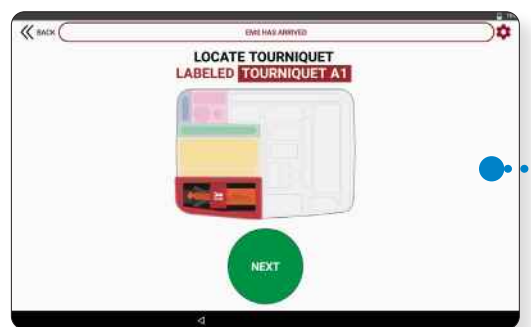 BACK
EMS HAS ARRIVED
LOCATE TOURNIQUET
LABELED TOURNIQUET A1
NEXT